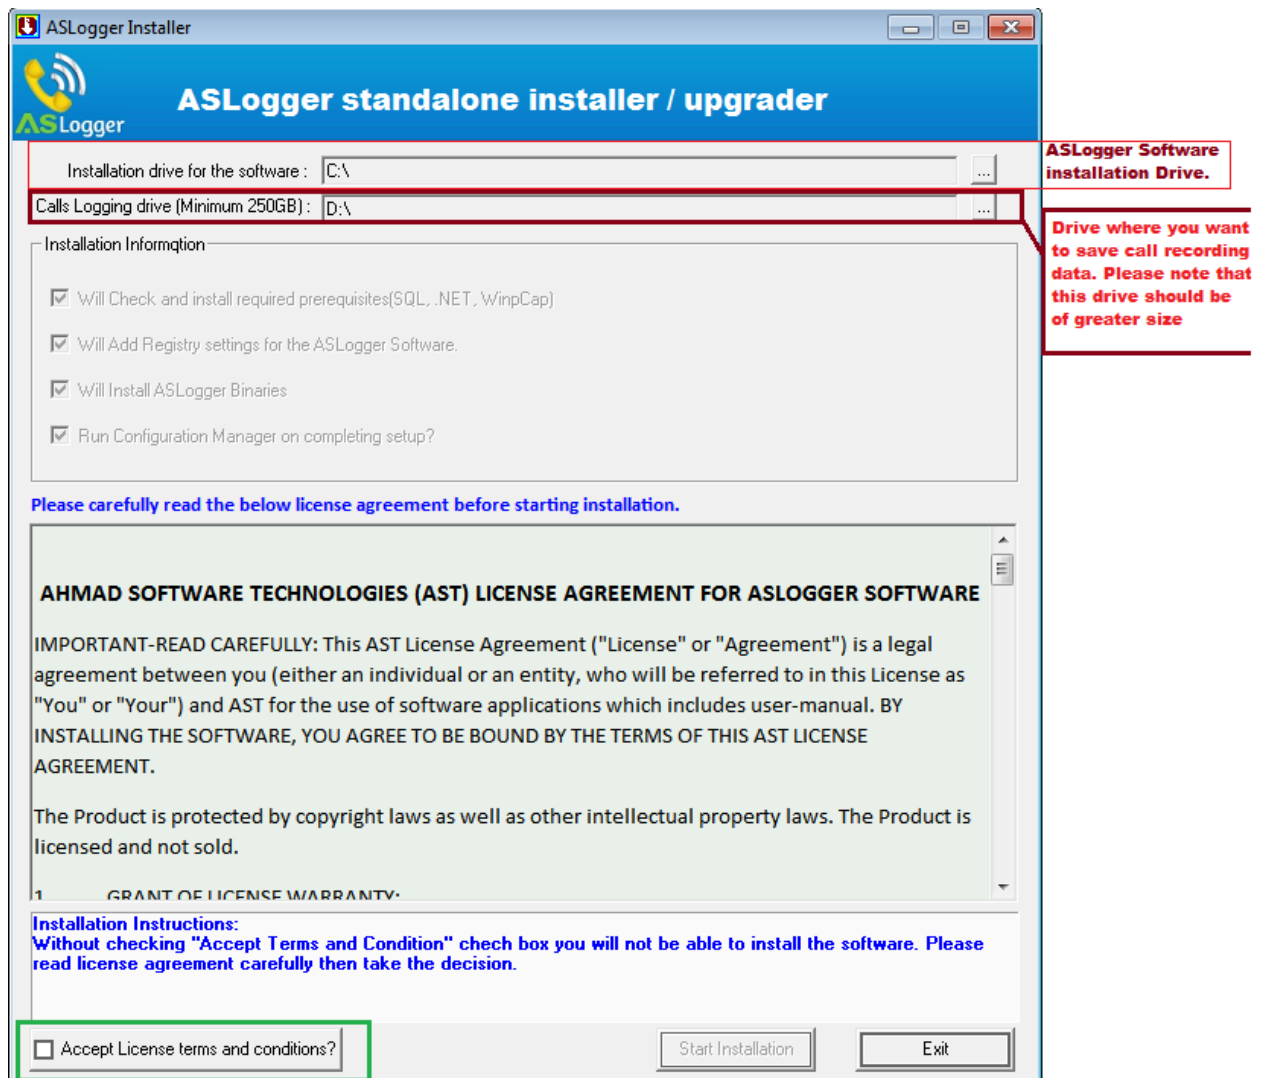 ASLogger Installer
ASLogger
ASLogger standalone installer / upgrader
Installation drive for the software : C:\ ...
ASLogger Software
installation Drive.
Calls Logging drive (Minimum 250GB) : D:\ ...
Drive where you want
to save call recording
data. Please note that
this drive should be
of greater size
Installation Informqtion
Will Check and install required prerequisites(SQL, .NET, WinpCap)
Will Add Registry settings for the ASLogger Software.
Will Install ASLogger Binaries
Run Configuration Manager on completing setup?
Please carefully read the below license agreement before starting installation.
AHMAD SOFTWARE TECHNOLOGIES (AST) LICENSE AGREEMENT FOR ASLOGGER SOFTWARE
IMPORTANT-READ CAREFULLY: This AST License Agreement ("License" or "Agreement") is a legal
agreement between you (either an individual or an entity, who will be referred to in this License as
"You" or "Your") and AST for the use of software applications which includes user-manual. BY
INSTALLING THE SOFTWARE, YOU AGREE TO BE BOUND BY THE TERMS OF THIS AST LICENSE
AGREEMENT.
The Product is protected by copyright laws as well as other intellectual property laws. The Product is
licensed and not sold.
1 GRANT OF LICENSE WARRANTY:
Installation Instructions:
Without checking "Accept Terms and Condition" chech box you will not be able to install the software. Please
read license agreement carefully then take the decision.
Accept License terms and conditions?
Start Installation
Exit